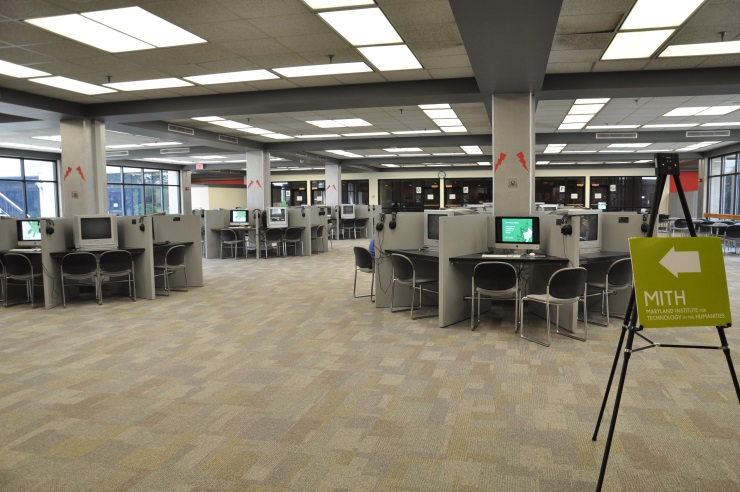 MITH
MARYLAND INSTITUTE FOR
TECHNOLOGY IN THE HUMANITIES